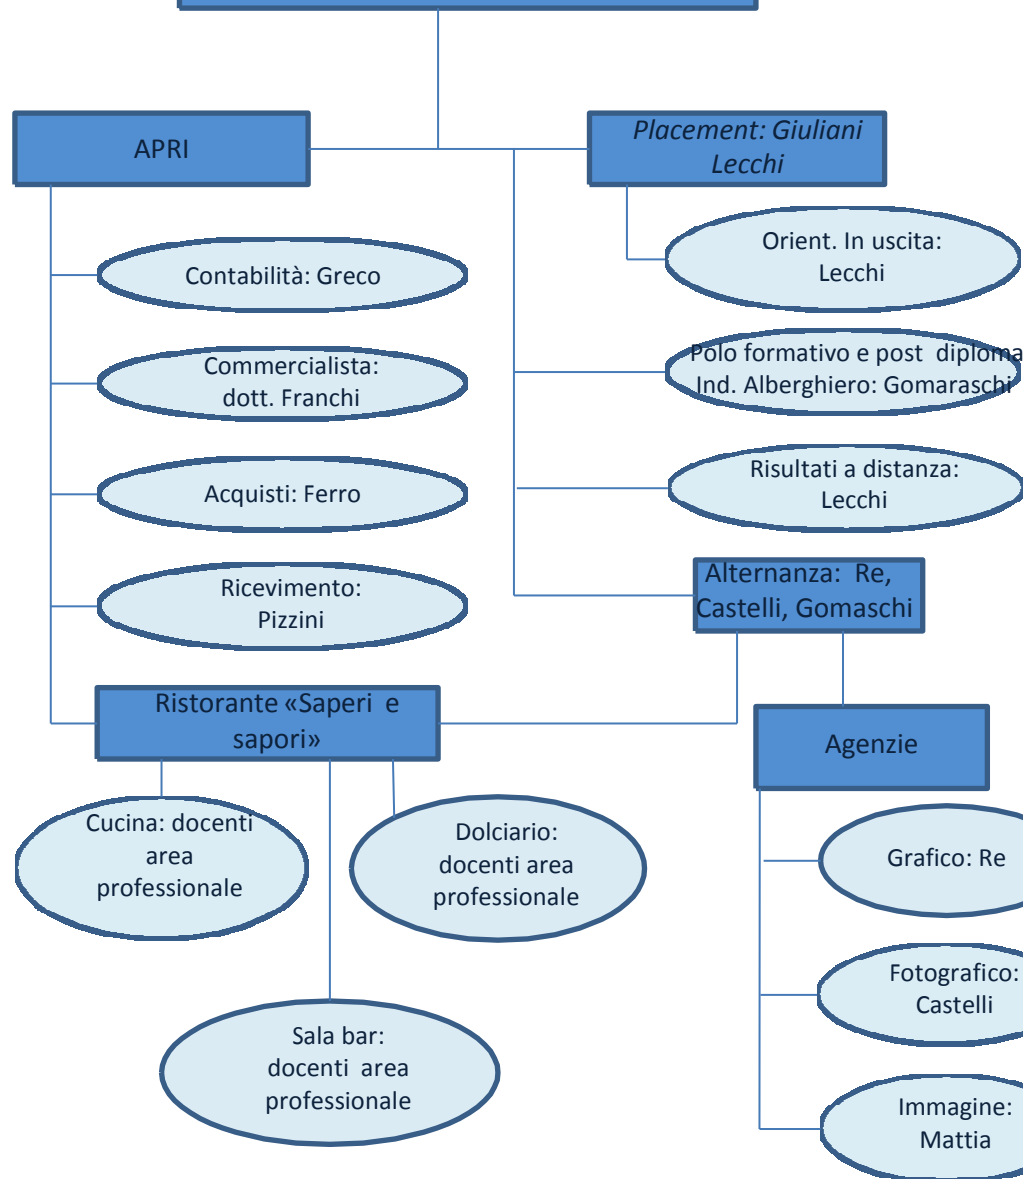 APRI
Placement: Giuliani
Lecchi
Orient. In uscita:
Lecchi
Contabilità: Greco
Polo formativo e post diploma
Ind. Alberghiero: Gomaraschi
Commercialista:
dott. Franchi
Risultati a distanza:
Lecchi
Acquisti: Ferro
Alternanza: Re,
Castelli, Gomaschi
Ricevimento:
Pizzini
Ristorante «Saperi e
sapori»
Agenzie
Cucina: docenti
area
professionale
Dolciario:
docenti area
professionale
Grafico: Re
Fotografico:
Castelli
Sala bar:
docenti area
professionale
Immagine:
Mattia